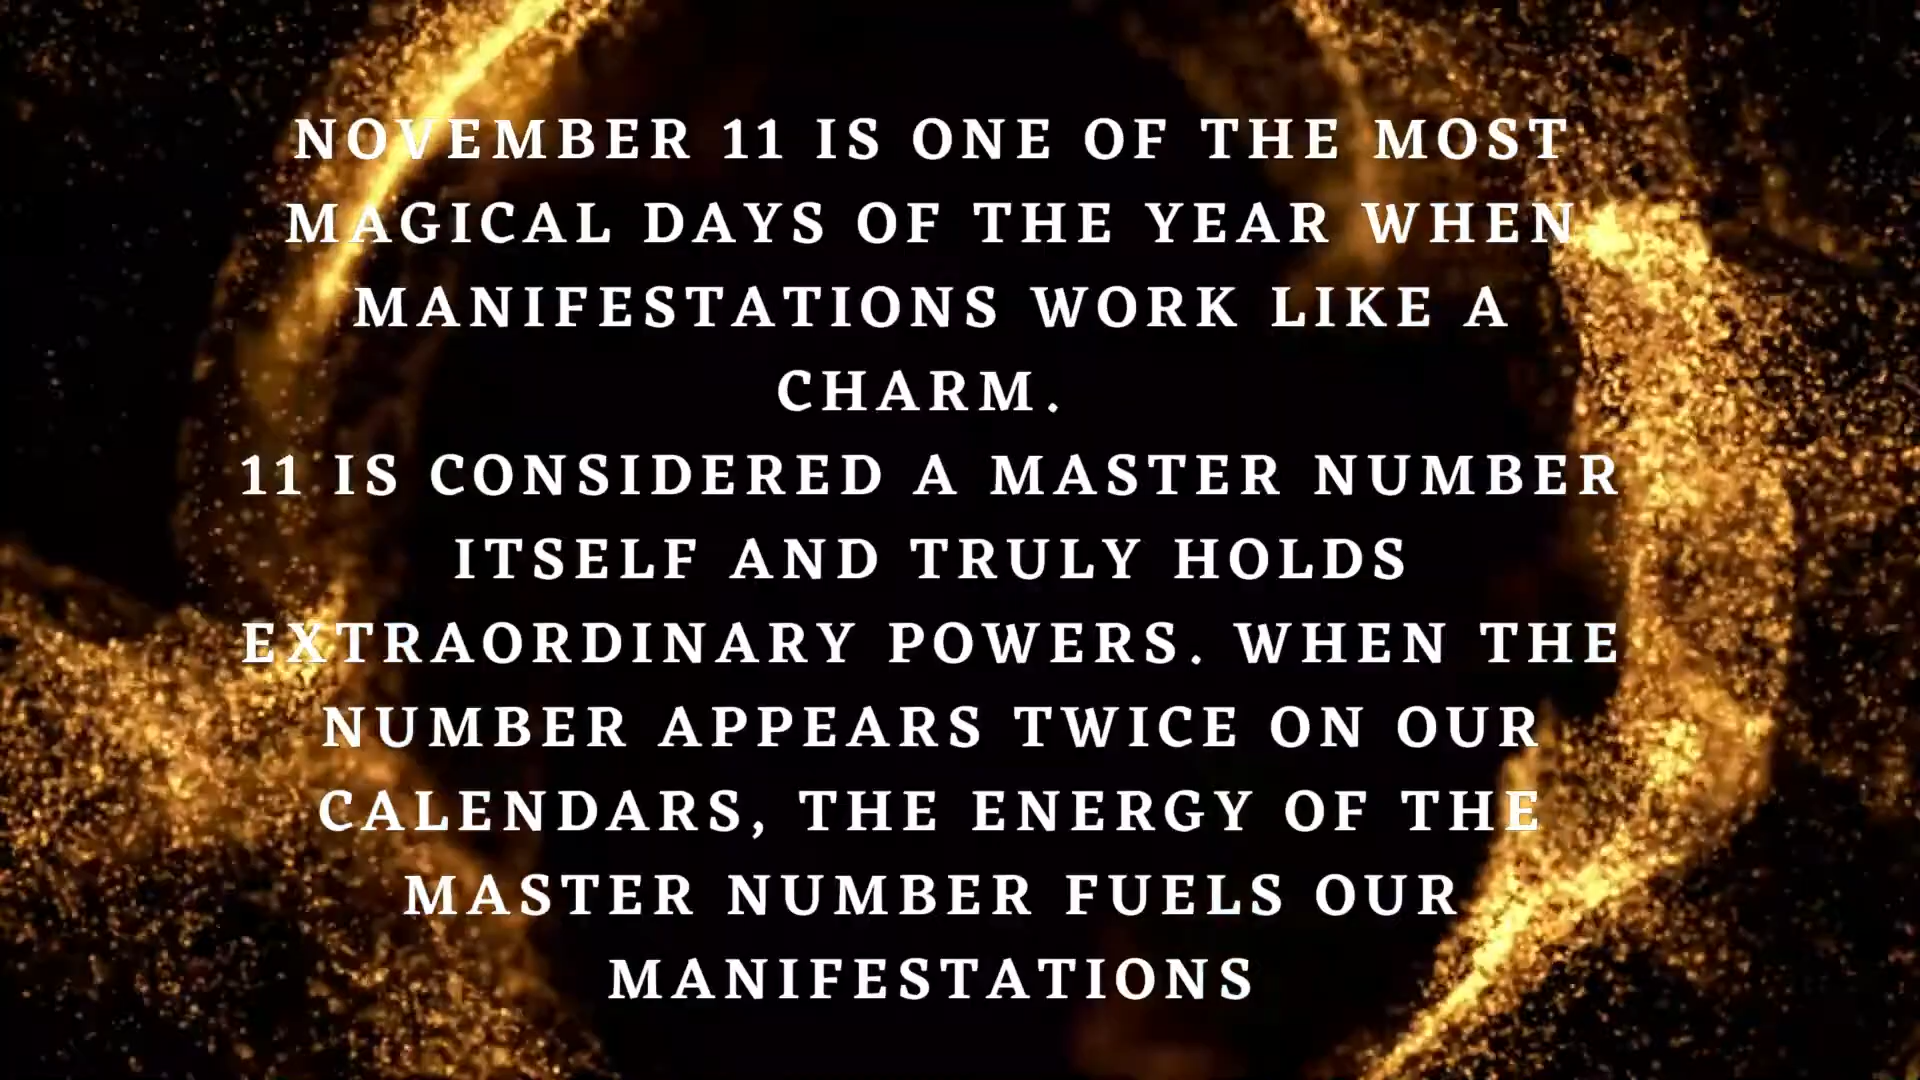 NOVEMBER 11 IS ONE OF THE MOST
MAGICAL DAYS OF THE YEAR WHEN
MANIFESTATIONS WORK LIKE A
CHARM.
11 IS CONSIDERED A MASTER NUMBER
ITSELF AND TRULY HOLDS
EXTRAORDINARY POWERS. WHEN THE
NUMBER APPEARS TWICE ON OUR
CALENDARS, THE ENERGY OF THE
MASTER NUMBER FUELS OUR
MANIFESTATIONS